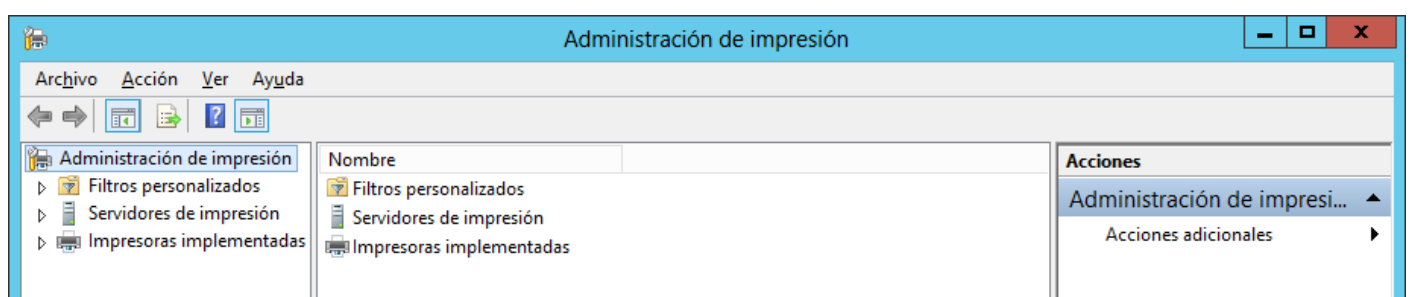 Administración de impresión
Archivo Acción Ver Ayuda
Administración de impresión
Filtros personalizados
Servidores de impresión
Impresoras implementadas
Nombre
Filtros personalizados
Servidores de impresión
Impresoras implementadas
Acciones
Administración de impresi...
Acciones adicionales